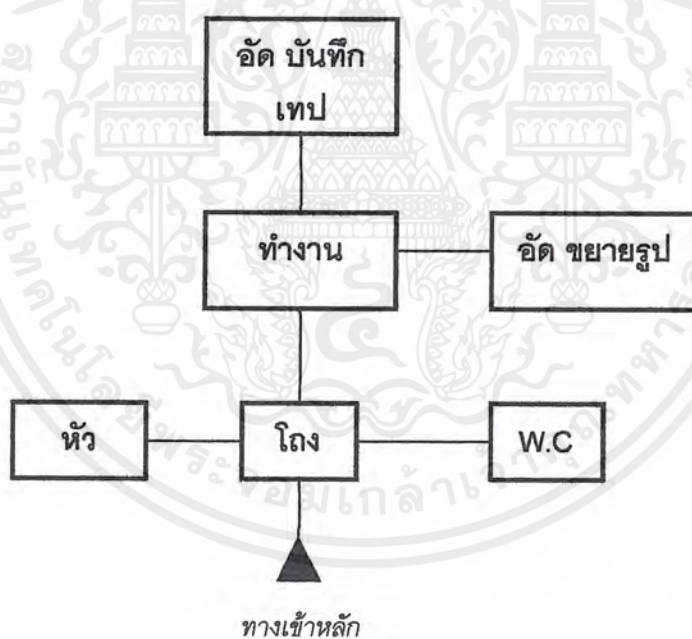 อัด บันทึก
เทป
ทำงาน
อัด ขยายรูป
หัว
โถง
W.C
ทางเข้าหลัก